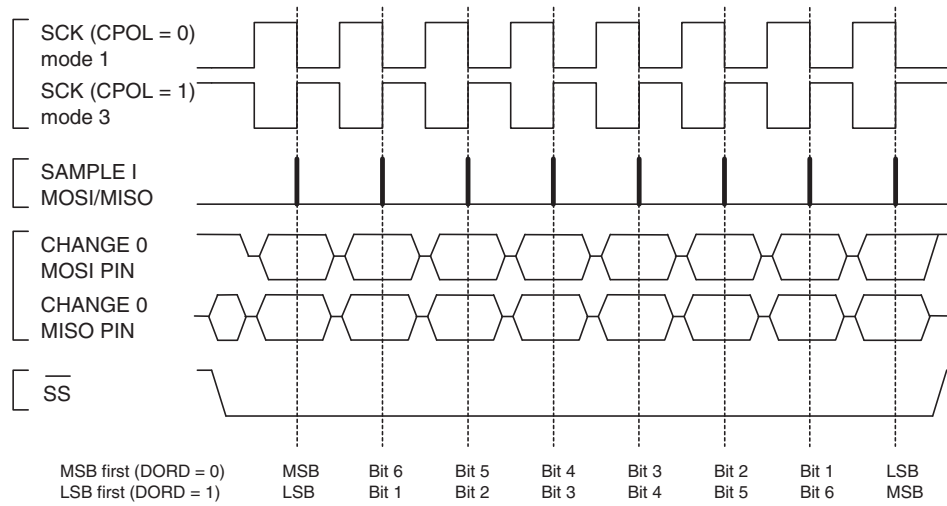 SCK (CPOL = 0)
mode 1
SCK (CPOL = 1)
mode 3
SAMPLE I
MOSI/MISO
CHANGE 0
MOSI PIN
CHANGE 0
MISO PIN
SS
MSB first (DORD = 0) MSB Bit 6 Bit 5 Bit 4 Bit 3 Bit 2 Bit 1 LSB
LSB first (DORD = 1) LSB Bit 1 Bit 2 Bit 3 Bit 4 Bit 5 Bit 6 MSB